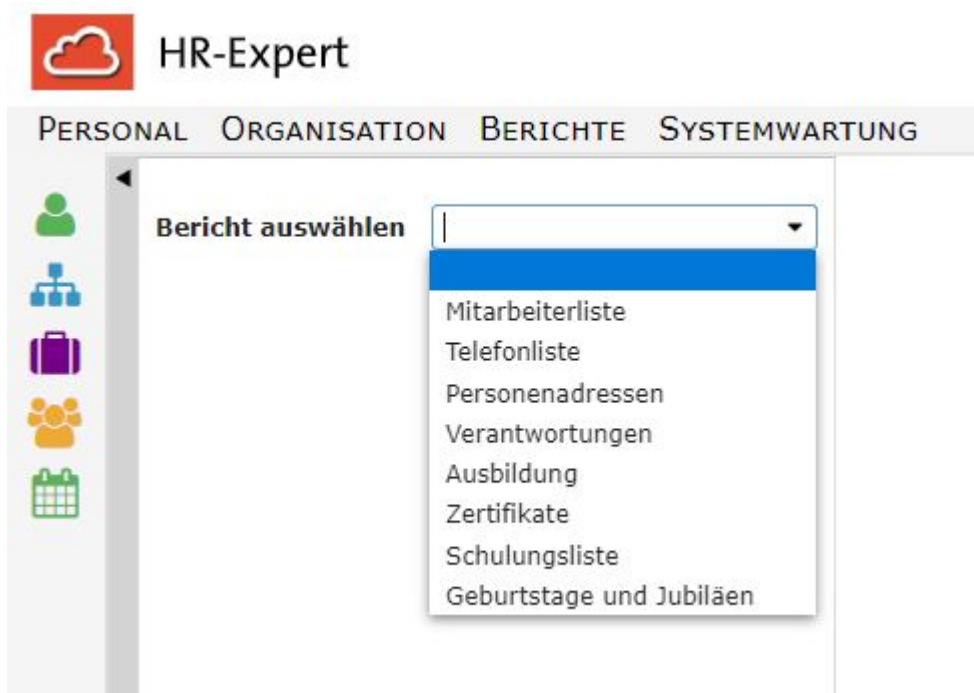 HR-Expert
PERSONAL ORGANISATION BERICHTE SYSTEMWARTUNG
Bericht auswählen
Mitarbeiterliste
Telefonliste
Personenadressen
Verantwortungen
Ausbildung
Zertifikate
Schulungsliste
Geburtstage und Jubiläen